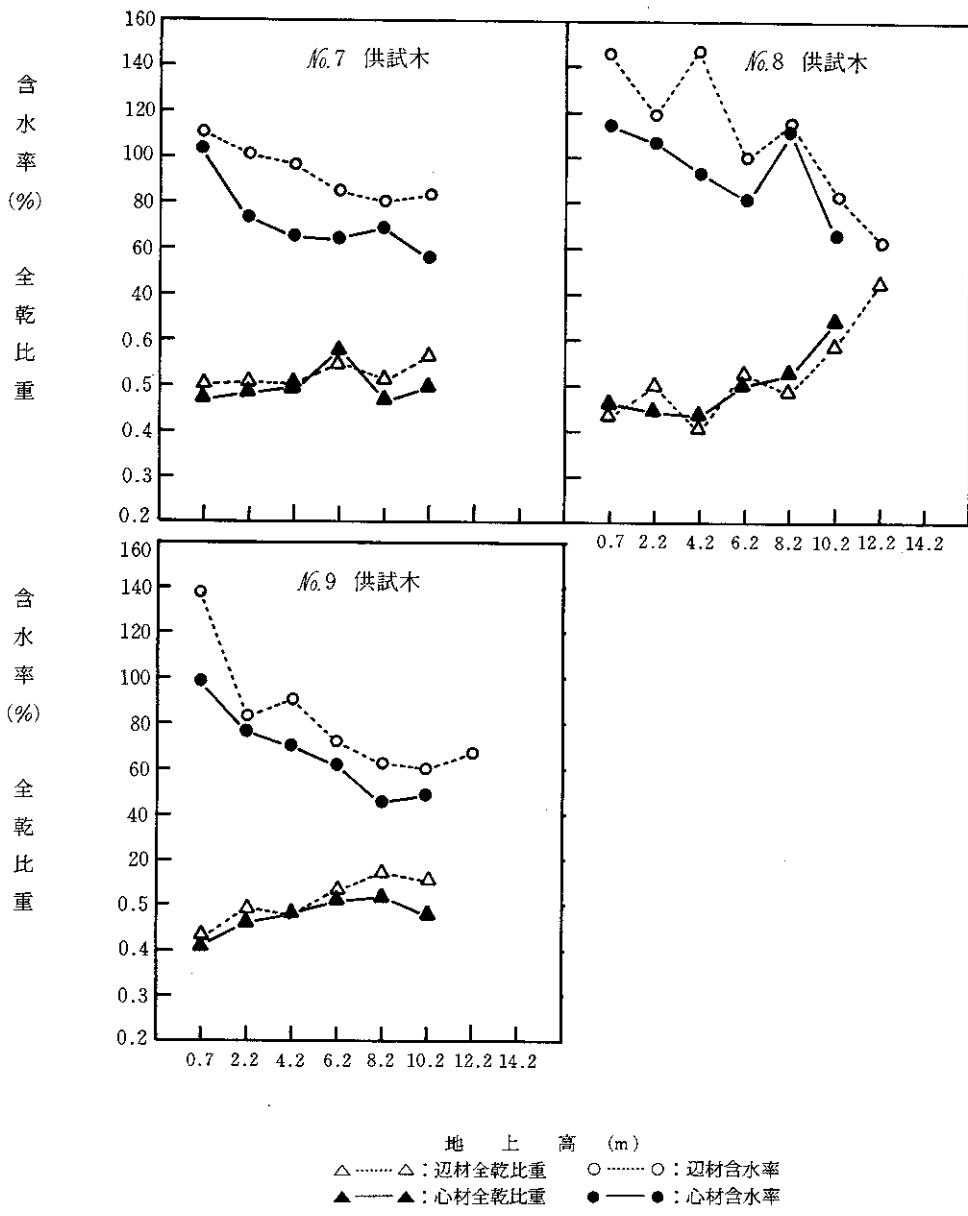 No.7 供試木
No.8 供試木
160
140
120
100
80
60
40
0.6
0.5
0.4
0.3
0.2
含水率(%)
全乾比重
0.7 2.2 4.2 6.2 8.2 10.2 12.2 14.2
No.9 供試木
160
140
120
100
80
60
40
20
0.5
0.4
0.3
0.2
含水率(%)
全乾比重
0.7 2.2 4.2 6.2 8.2 10.2 12.2 14.2
地上高 (m)
△┈┈△:辺材全乾比重 ○┈┈○:辺材含水率
▲──▲:心材全乾比重 ●──●:心材含水率